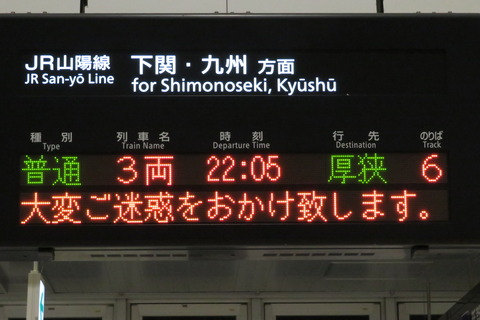 JR山陽線 下関・九州 方面
JR San-yō Line for Shimonoseki, Kyūshū
種別 列車名 時刻 行先 のりば
Type Train Name Departure Time Destination Track
普通 3両 22:05 厚狭 6
大変ご迷惑をおかけ致します。